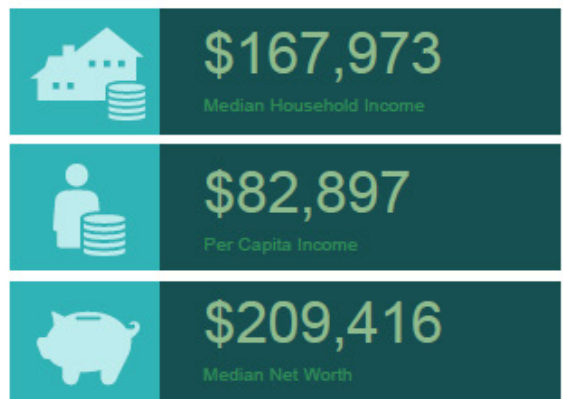 $167,973
Median Household Income
$82,897
Per Capita Income
$209,416
Median Net Worth